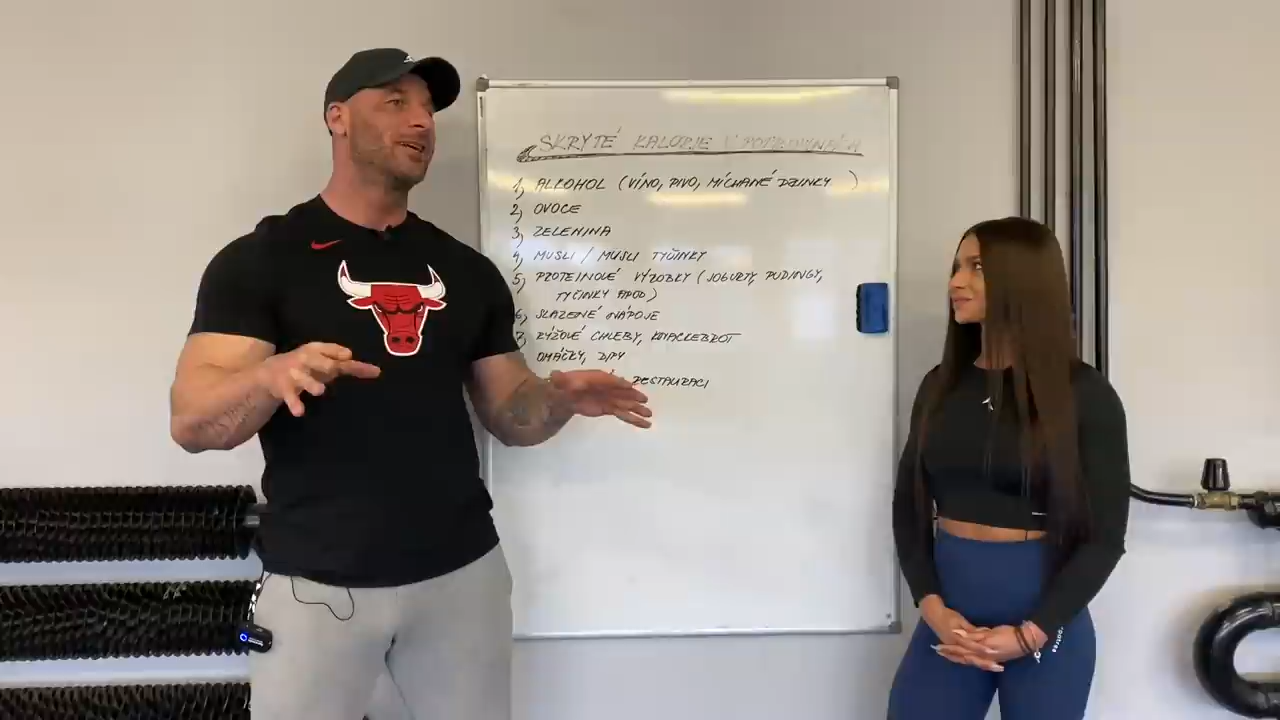 SKRYTÉ KALORIE V POTRAVINÁCH
1, ALKOHOL (VÍNO, PIVO, MÍCHANÉ DRINKY )
2, OVOCE
3, ZELENINA
4, MUSLI / MUSLI TYČINKY
5, PROTEINOVÉ VÝROBKY (JOGURTY, PUDINGY,
TYČINKY APOD)
6, SLAZENÉ NÁPOJE
7, RÝŽOVÉ CHLEBY, KNACKEBROT
OMÁČKY, DIPY
RESTAURACI